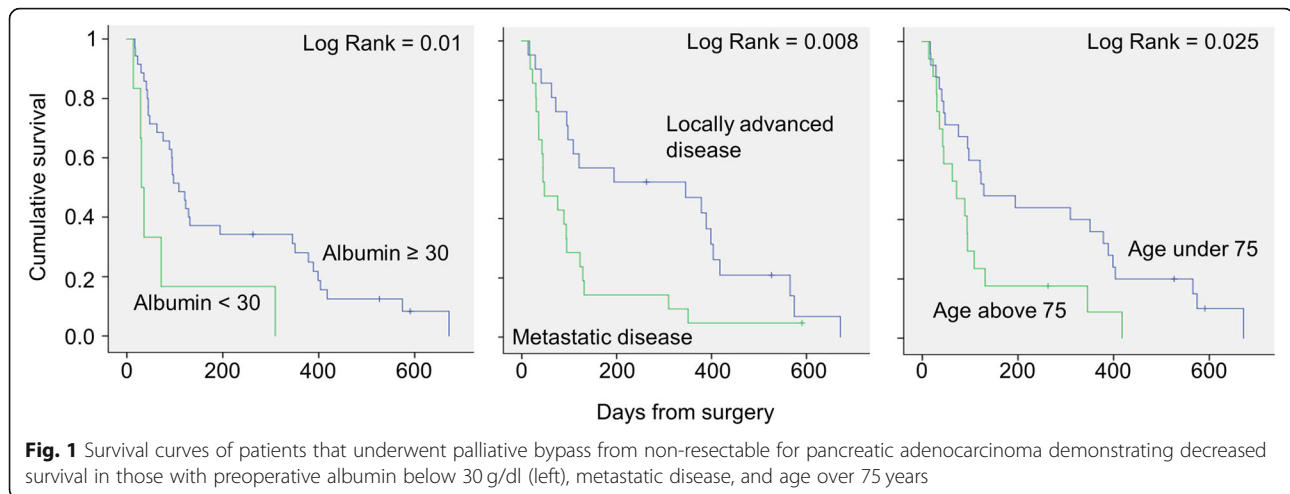 Log Rank = 0.01
Log Rank = 0.008
Log Rank = 0.025
Cumulative survival
1
0.8
0.6
0.4
0.2
0.0
Albumin ≥ 30
Albumin < 30
Locally advanced
disease
Metastatic disease
Age under 75
Age above 75
0 200 400 600
0 200 400 600
0 200 400 600
Days from surgery
Fig. 1 Survival curves of patients that underwent palliative bypass from non-resectable for pancreatic adenocarcinoma demonstrating decreased
survival in those with preoperative albumin below 30 g/dl (left), metastatic disease, and age over 75 years